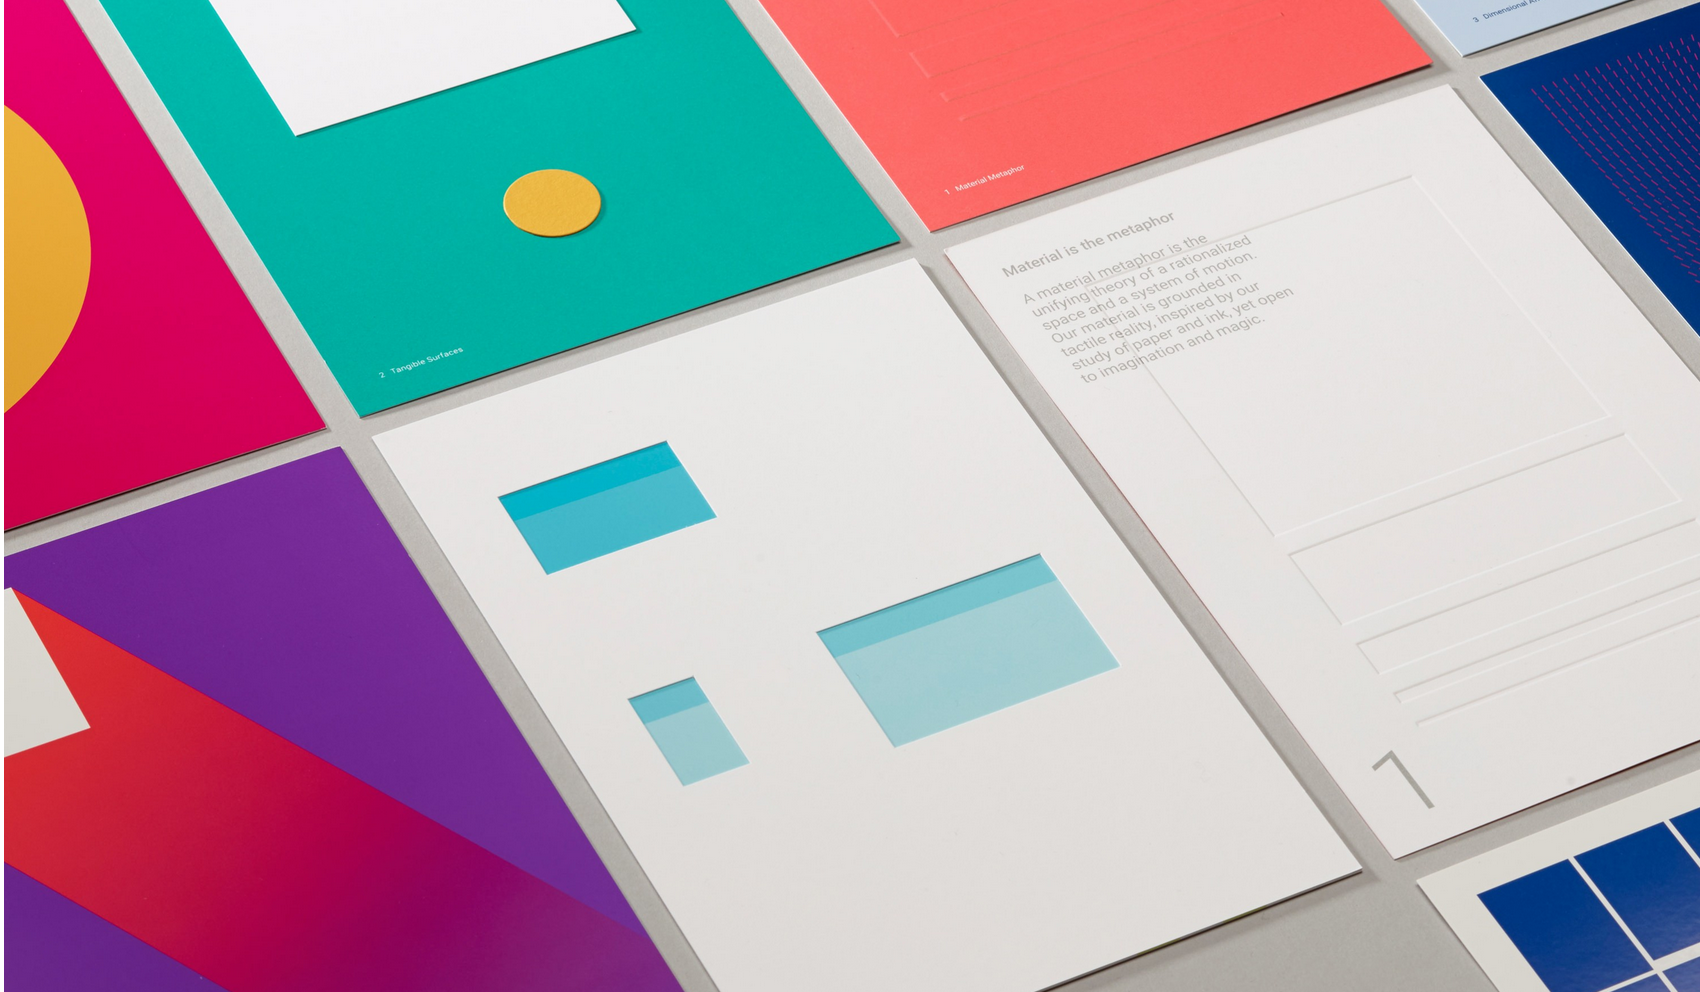 3 Dimensional
1 Material Metaphor
Material is the metaphor
A material metaphor is the
unifying theory of a rationalized
space and a system of motion.
Our material is grounded in
tactile reality, inspired by our
study of paper and ink, yet open
to imagination and magic.
2 Tangible Surfaces
1